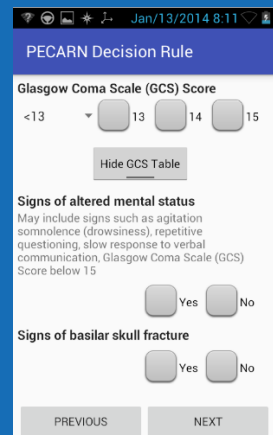 Jan/13/2014 8:11
PECARN Decision Rule
Glasgow Coma Scale (GCS) Score
<13 13 14 15
Hide GCS Table
Signs of altered mental status
May include signs such as agitation
somnolence (drowsiness), repetitive
questioning, slow response to verbal
communication, Glasgow Coma Scale (GCS)
Score below 15
Yes No
Signs of basilar skull fracture
Yes No
PREVIOUS NEXT